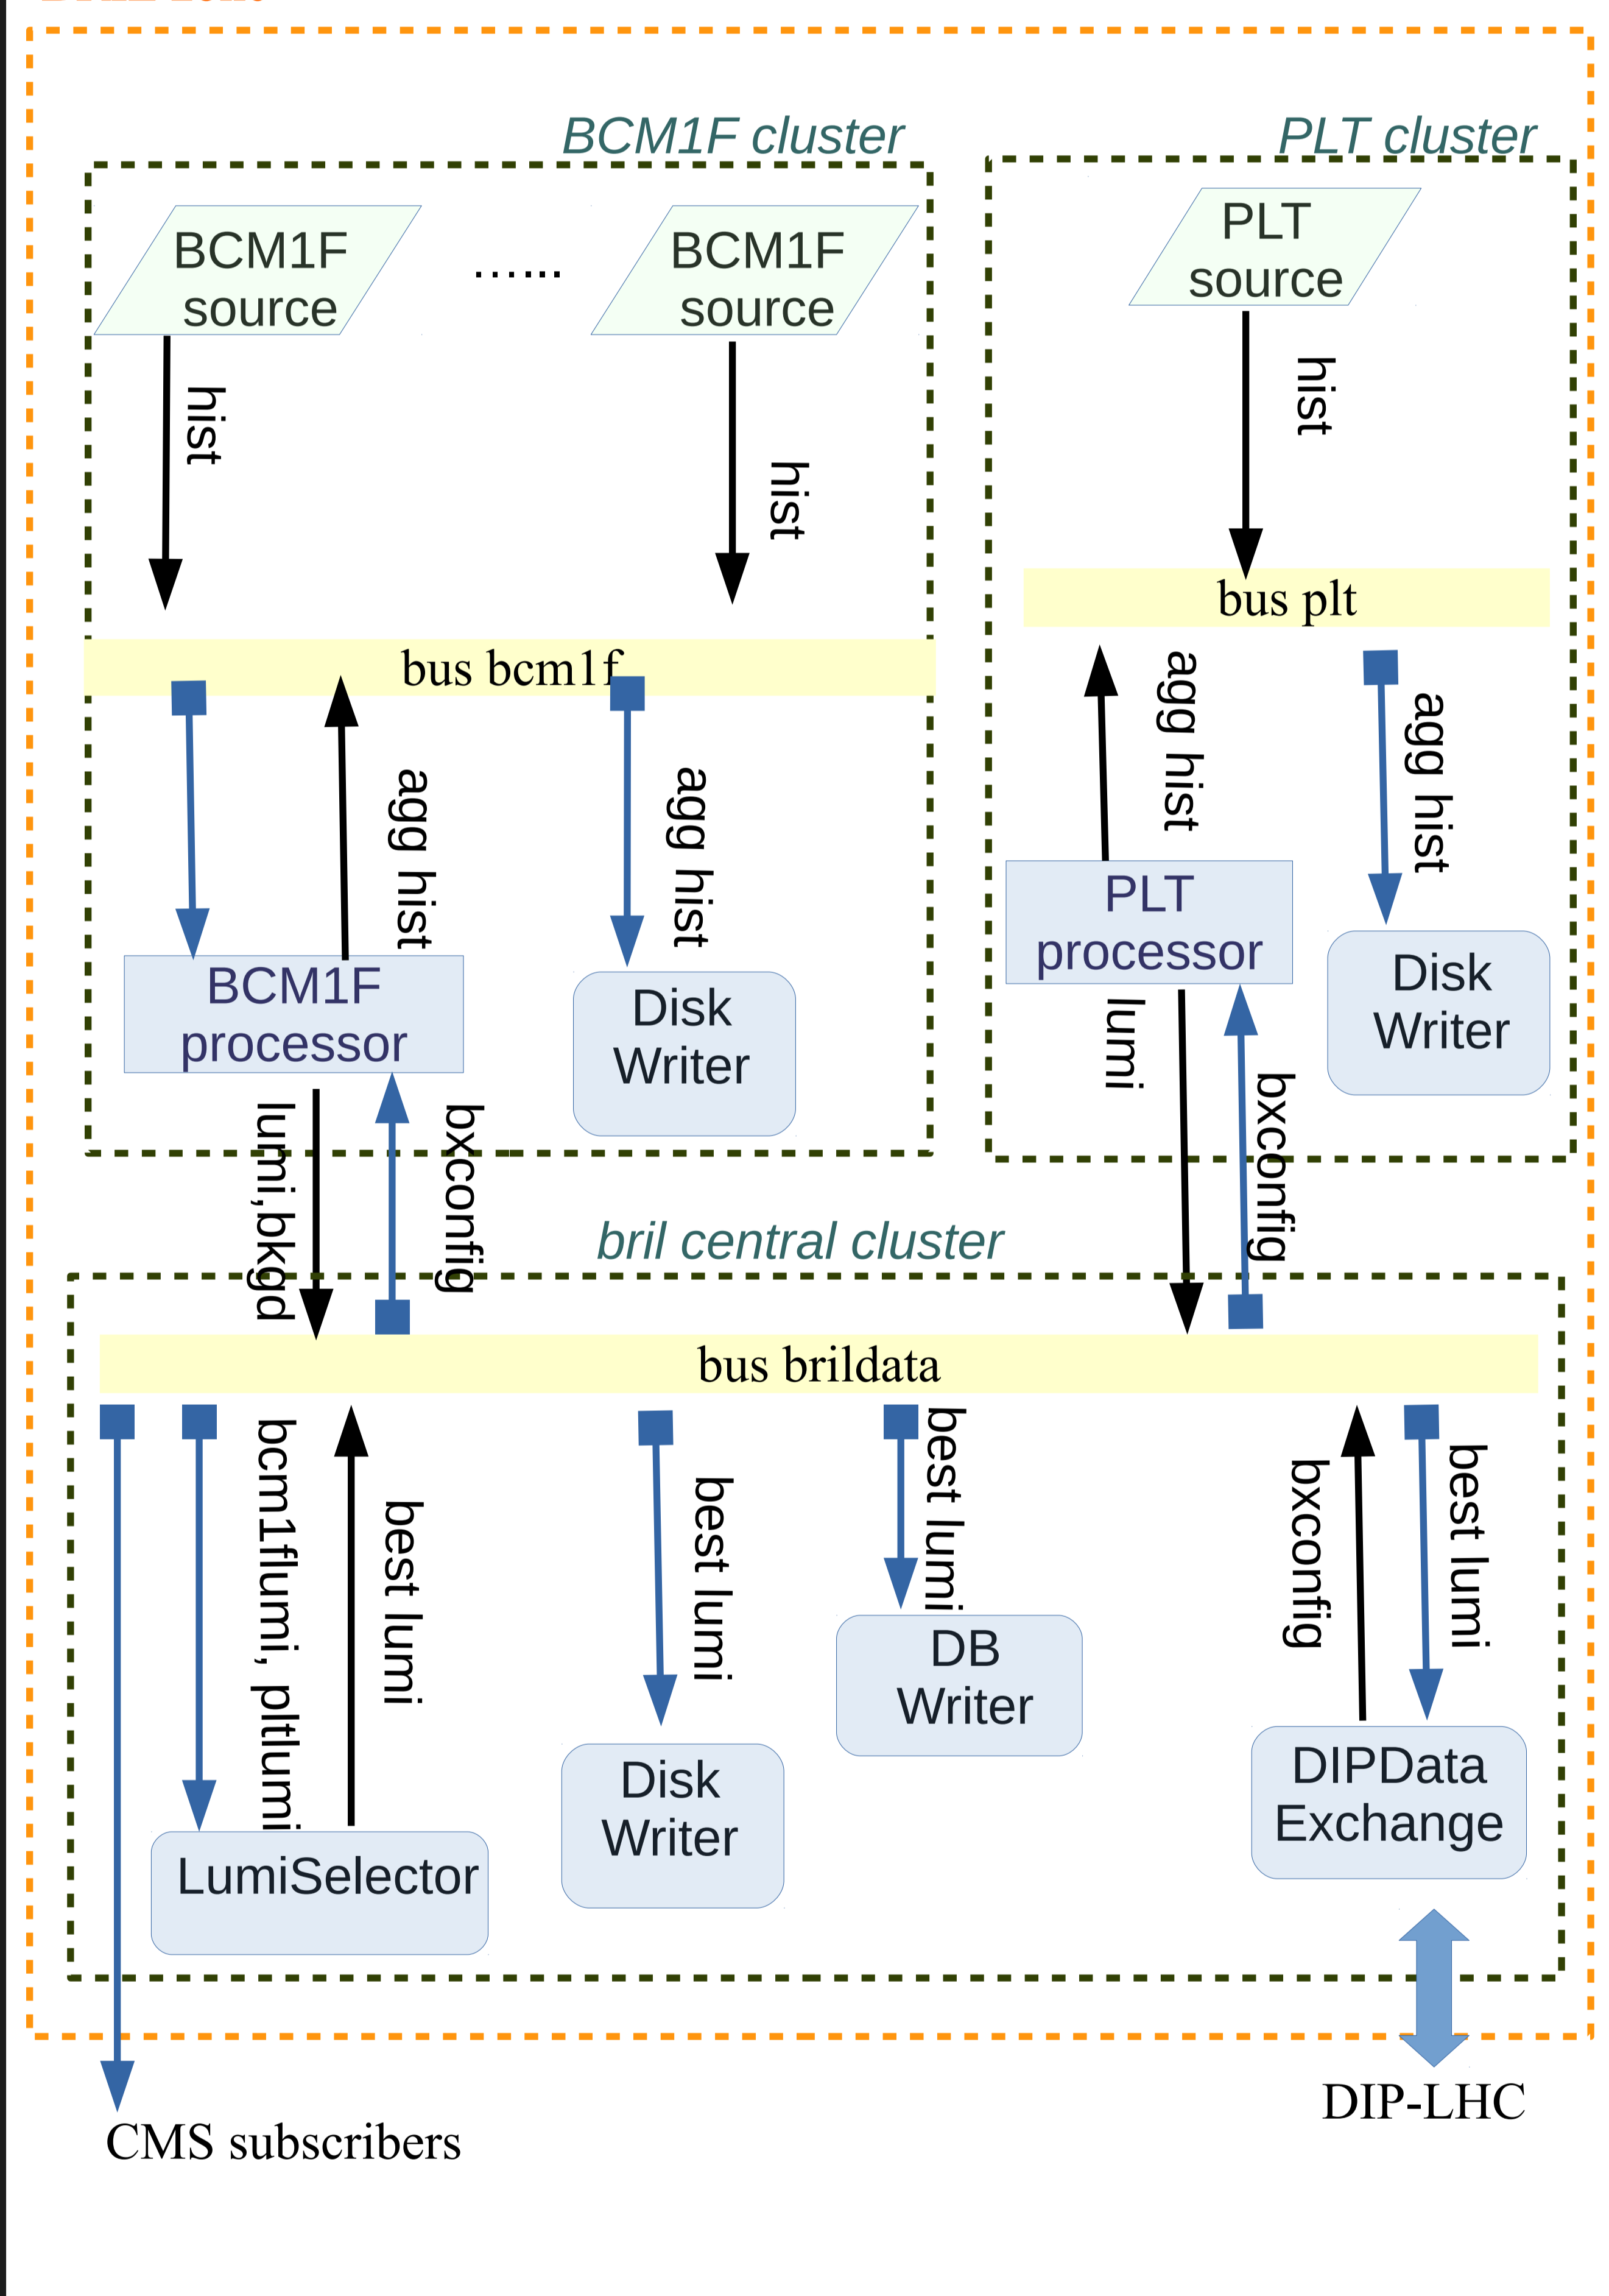 BCM1F cluster
PLT cluster
BCM1F
source
.......
BCM1F
source
PLT
source
hist
hist
hist
bus bcm1f
bus plt
agg hist
agg hist
agg hist
agg hist
BCM1F
processor
Disk
Writer
PLT
processor
Disk
Writer
lumi,bkgd
bxconfig
lumi
bxconfig
bril central cluster
bus brildata
bcm1flumi, pltlumi
best lumi
best lumi
best lumi
bxconfig
best lumi
LumiSelector
Disk
Writer
DB
Writer
DIPData
Exchange
CMS subscribers
DIP-LHC